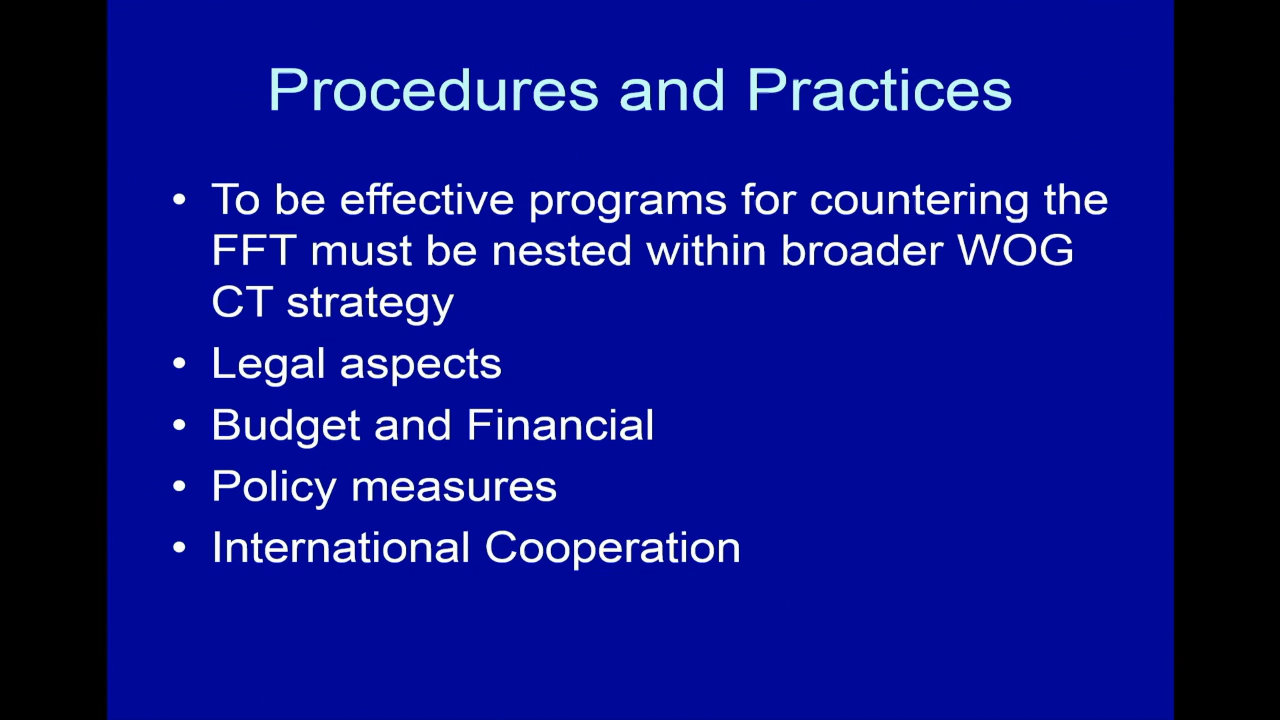 Procedures and Practices
• To be effective programs for countering the
FFT must be nested within broader WOG
CT strategy
• Legal aspects
• Budget and Financial
• Policy measures
• International Cooperation